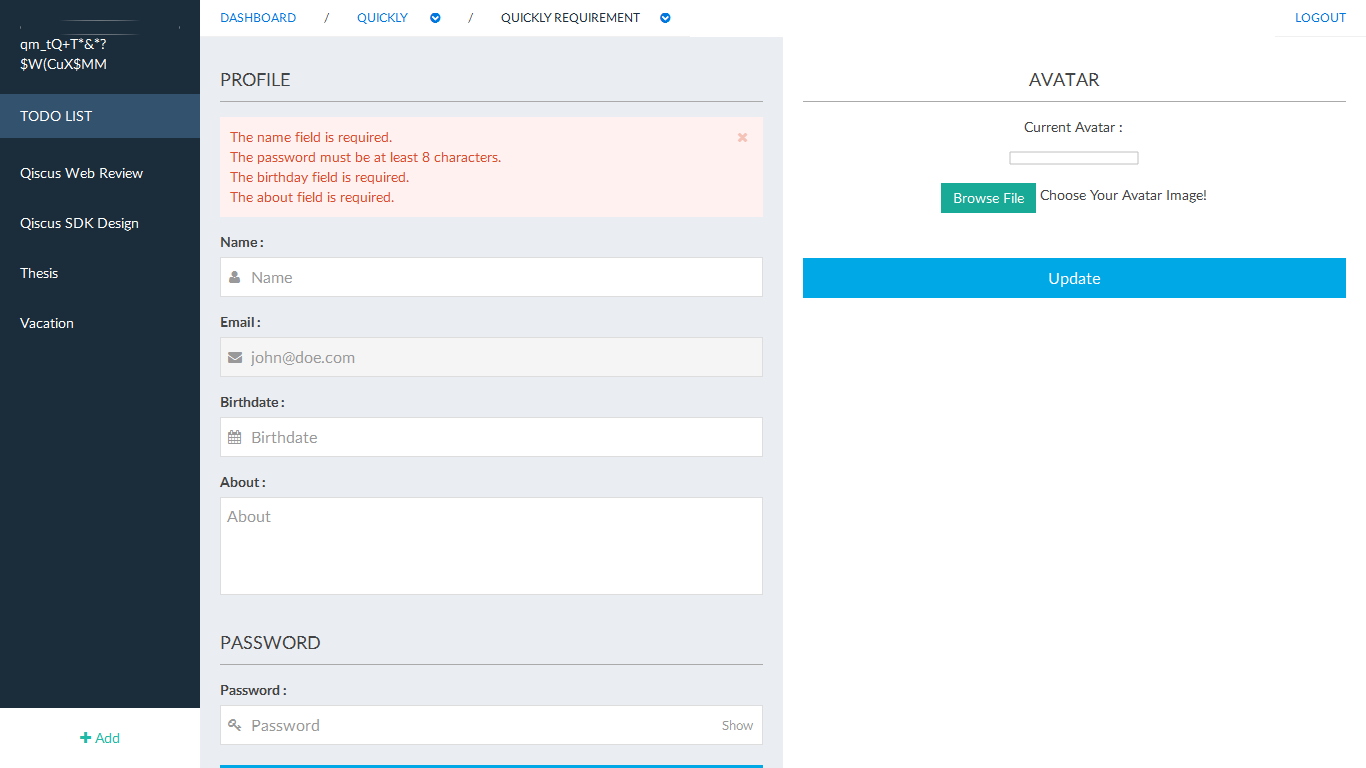 qm_tQ+T*&*?
$W(CuX$MM
TODO LIST
Qiscus Web Review
Qiscus SDK Design
Thesis
Vacation
+ Add
DASHBOARD / QUICKLY / QUICKLY REQUIREMENT
LOGOUT
PROFILE
The name field is required.
The password must be at least 8 characters.
The birthday field is required.
The about field is required.
Name :
Name
Email :
john@doe.com
Birthdate :
Birthdate
About :
About
PASSWORD
Password :
Password Show
AVATAR
Current Avatar :
Browse File Choose Your Avatar Image!
Update